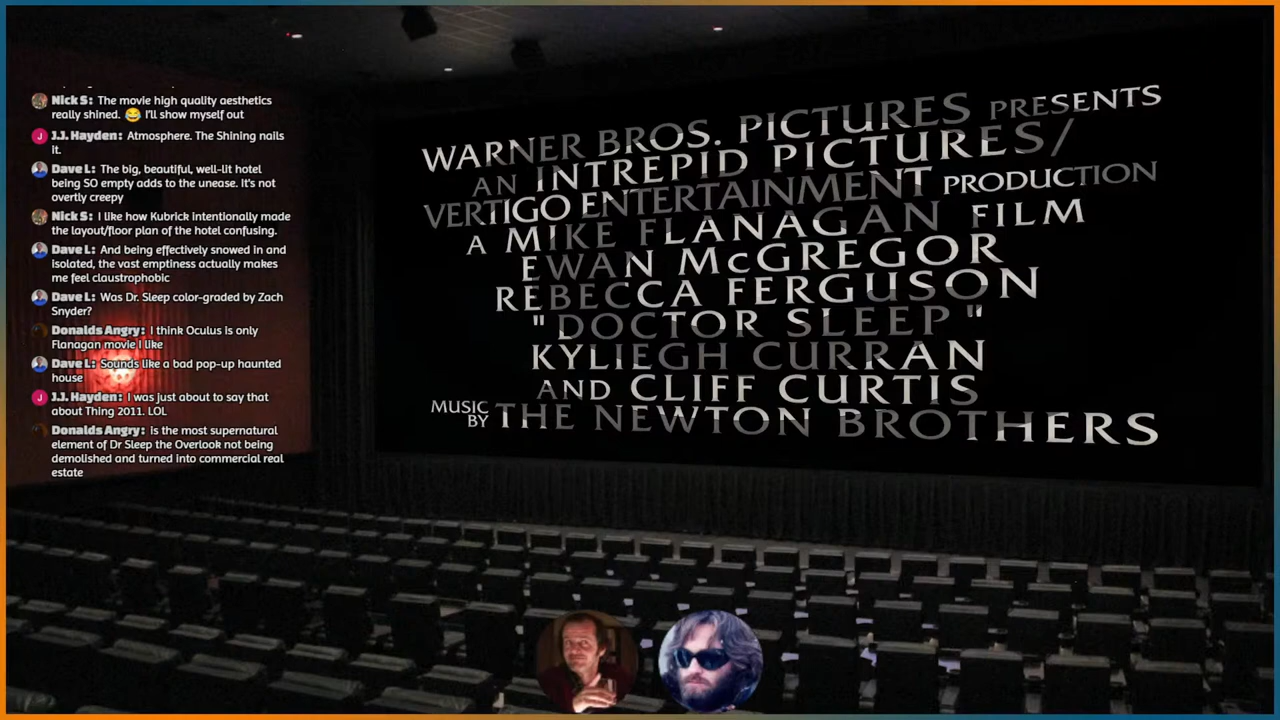 Nick S: The movie high quality aesthetics
really shined. 😂 I'll show myself out
J J.J. Hayden: Atmosphere. The Shining nails
it.
Dave L: The big, beautiful, well-lit hotel
being SO empty adds to the unease. It's not
overtly creepy
Nick S: I like how Kubrick intentionally made
the layout/floor plan of the hotel confusing.
Dave L: And being effectively snowed in and
isolated, the vast emptiness actually makes
me feel claustrophobic
Dave L: Was Dr. Sleep color-graded by Zach
Snyder?
Donalds Angry: I think Oculus is only
Flanagan movie I like
Dave L: Sounds like a bad pop-up haunted
house
J J.J. Hayden: I was just about to say that
about Thing 2011. LOL
Donalds Angry: is the most supernatural
element of Dr Sleep the Overlook not being
demolished and turned into commercial real
estate
WARNER BROS. PICTURES PRESENTS
AN INTREPID PICTURES/
VERTIGO ENTERTAINMENT PRODUCTION
A MIKE FLANAGAN FILM
EWAN McGREGOR
REBECCA FERGUSON
"DOCTOR SLEEP"
KYLIEGH CURRAN
AND CLIFF CURTIS
MUSIC BY THE NEWTON BROTHERS